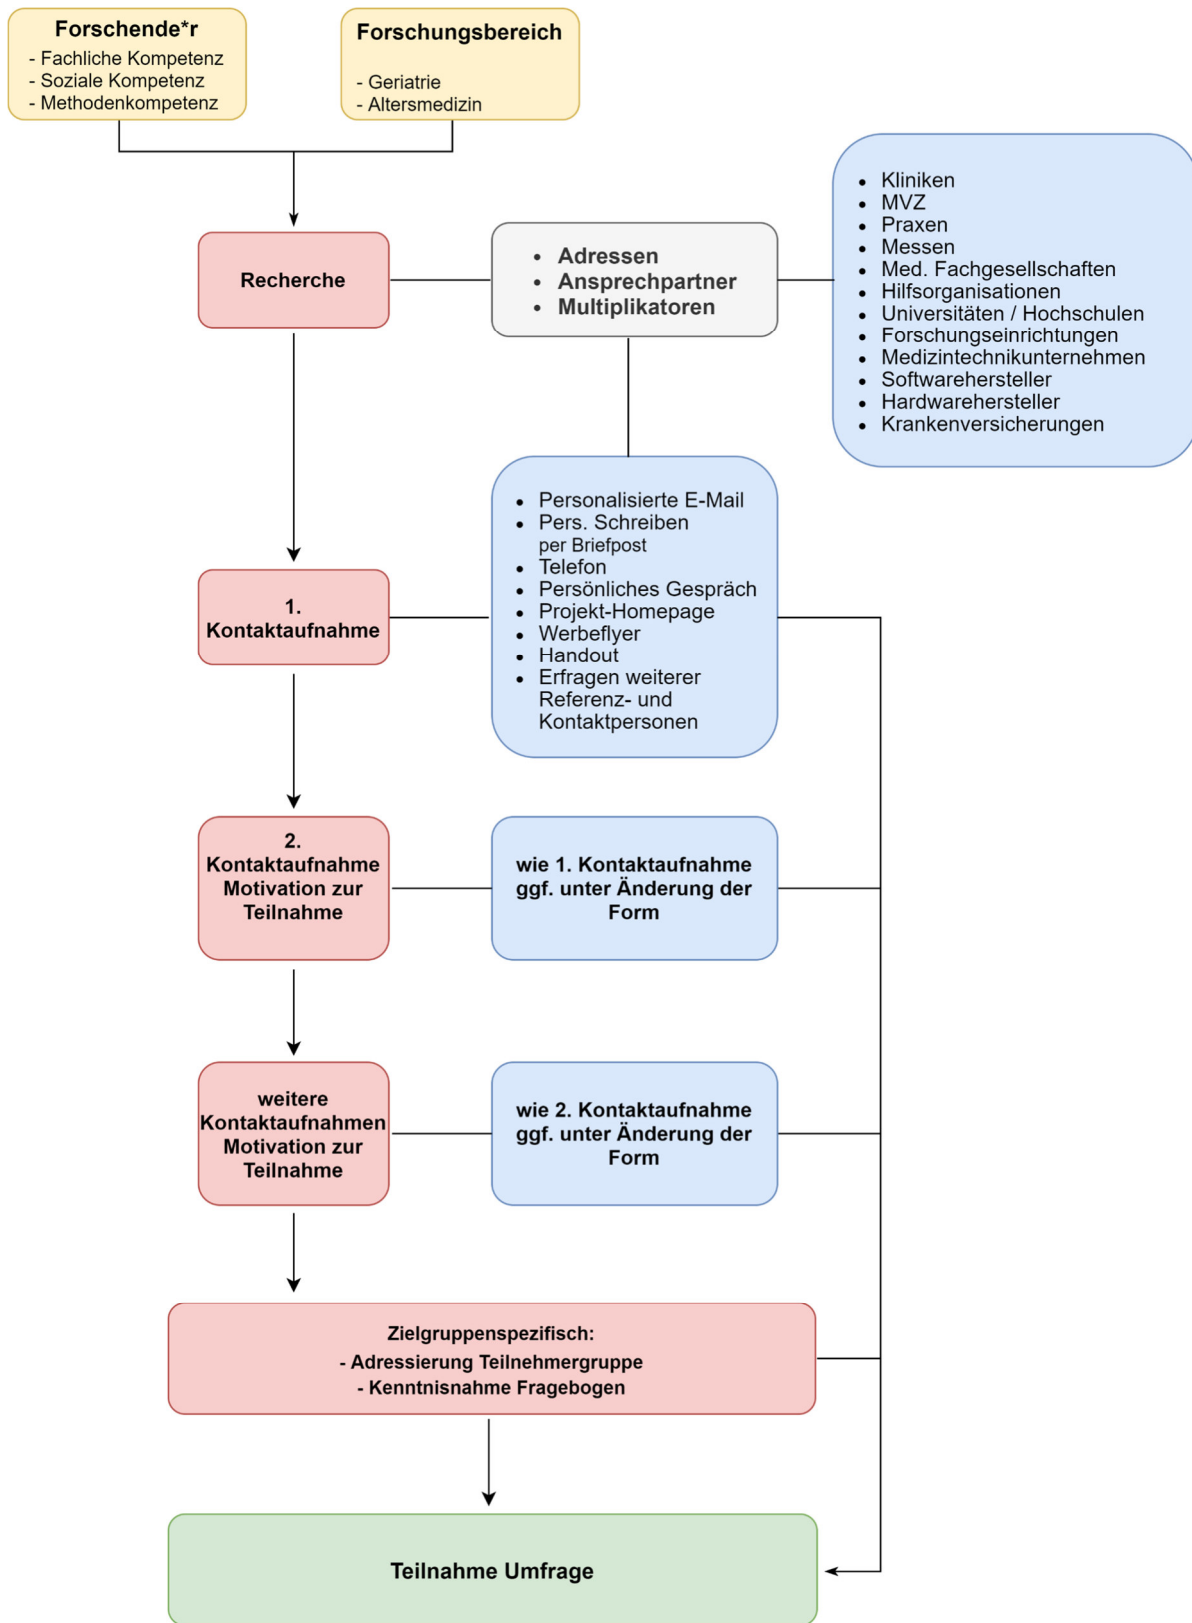 Forschende*r
- Fachliche Kompetenz
- Soziale Kompetenz
- Methodenkompetenz
Forschungsbereich
- Geriatrie
- Altersmedizin
Recherche
• Adressen
• Ansprechpartner
• Multiplikatoren
• Kliniken
• MVZ
• Praxen
• Messen
• Med. Fachgesellschaften
• Hilfsorganisationen
• Universitäten / Hochschulen
• Forschungseinrichtungen
• Medizintechnikunternehmen
• Softwarehersteller
• Hardwarehersteller
• Krankenversicherungen
1.
Kontaktaufnahme
• Personalisierte E-Mail
• Pers. Schreiben
per Briefpost
• Telefon
• Persönliches Gespräch
• Projekt-Homepage
• Werbeflyer
• Handout
• Erfragen weiterer
Referenz- und
Kontaktpersonen
2.
Kontaktaufnahme
Motivation zur
Teilnahme
wie 1. Kontaktaufnahme
ggf. unter Änderung der
Form
weitere
Kontaktaufnahmen
Motivation zur
Teilnahme
wie 2. Kontaktaufnahme
ggf. unter Änderung der
Form
Zielgruppenspezifisch:
- Adressierung Teilnehmergruppe
- Kenntnisnahme Fragebogen
Teilnahme Umfrage